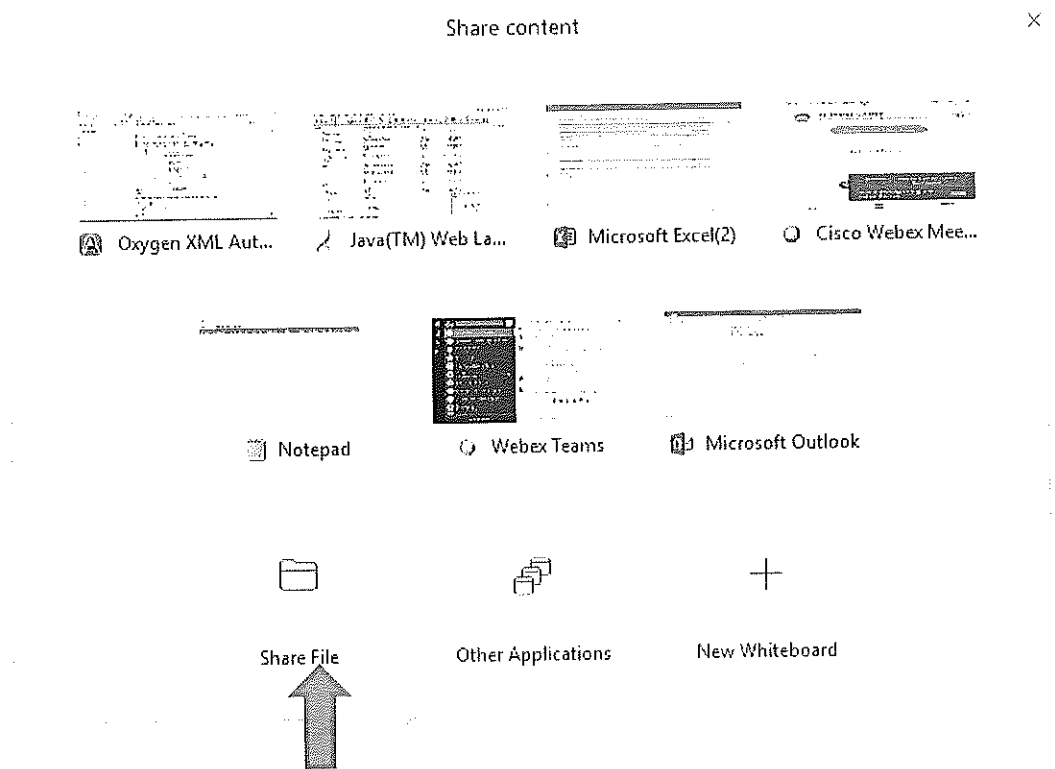 Share content
Oxygen XML Aut...
Java(TM) Web La...
Microsoft Excel(2)
Cisco Webex Mee...
Notepad
Webex Teams
Microsoft Outlook
Share File
Other Applications
New Whiteboard